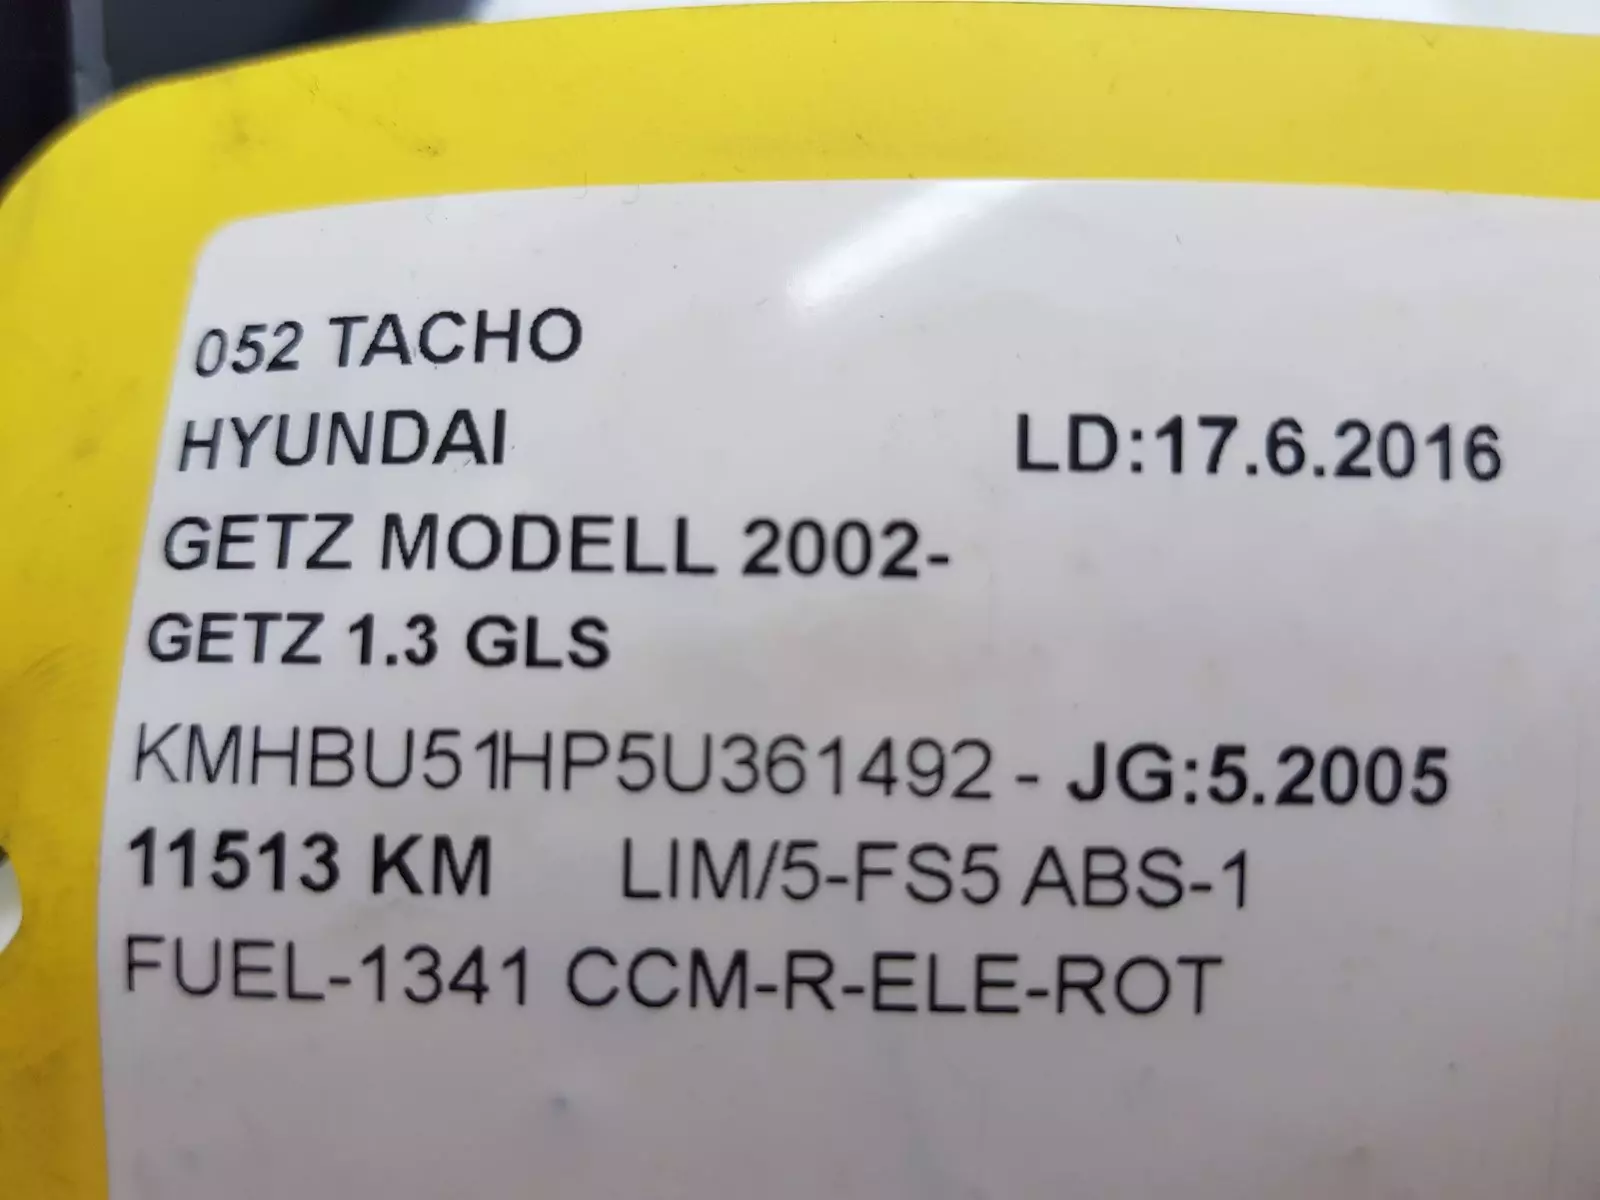 052 TACHO
HYUNDAI LD:17.6.2016
GETZ MODELL 2002-
GETZ 1.3 GLS
KMHBU51HP5U361492 - JG:5.2005
11513 KM LIM/5-FS5 ABS-1
FUEL-1341 CCM-R-ELE-ROT